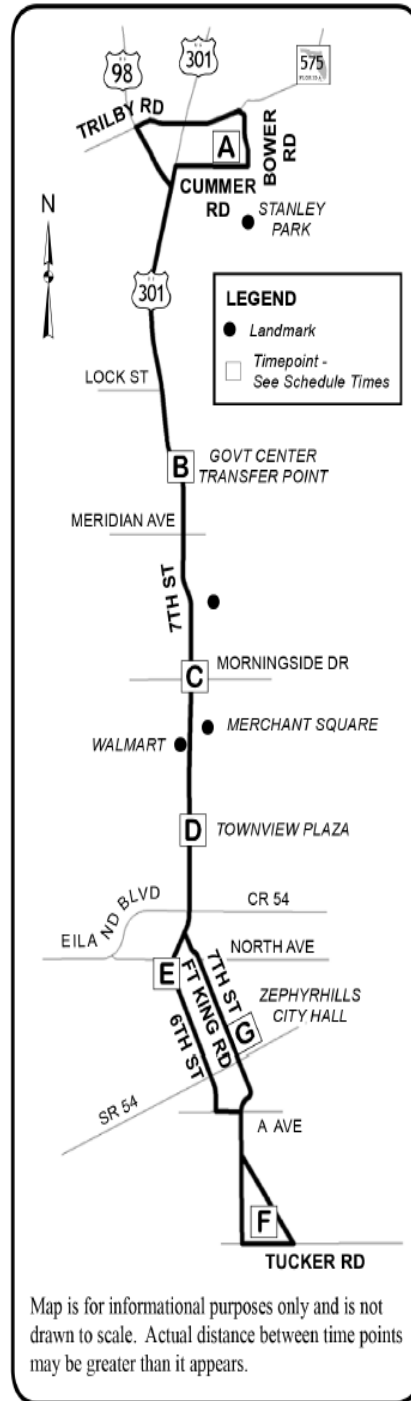 98
301
575
TRILBY RD
A
BOWER
RD
CUMMER
RD
STANLEY
PARK
N
301
LEGEND
Landmark
Timepoint -
See Schedule Times
LOCK ST
B
GOVT CENTER
TRANSFER POINT
MERIDIAN AVE
7TH ST
C
MORNINGSIDE DR
MERCHANT SQUARE
WALMART
D
TOWNVIEW PLAZA
EILA
ND BLVD
CR 54
NORTH AVE
E
FT KING RD
7TH ST
G
ZEPHYRHILLS
CITY HALL
6TH ST
SR 54
A AVE
F
TUCKER RD
Map is for informational purposes only and is not
drawn to scale. Actual distance between time points
may be greater than it appears.